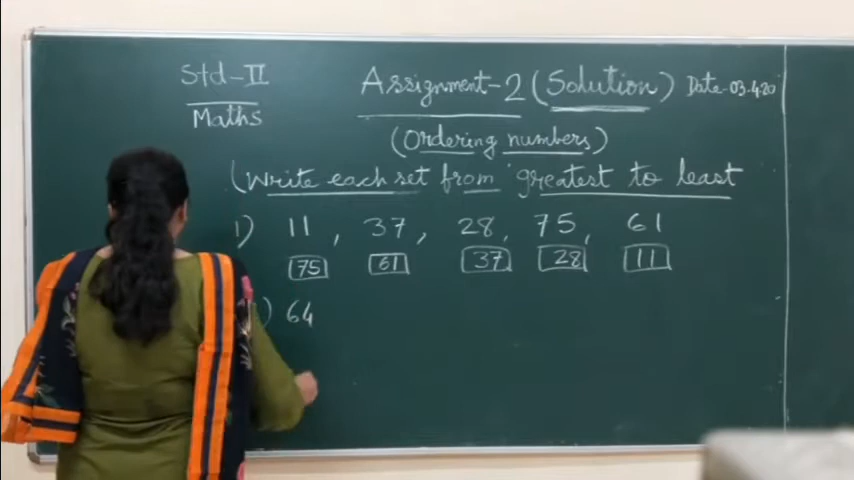 Std-II Assignment-2 (Solution) Date-03.4.20
Maths (Ordering numbers)
(Write each set from greatest to least
1) 11, 37, 28, 75, 61
75 61 37 28 11
) 64